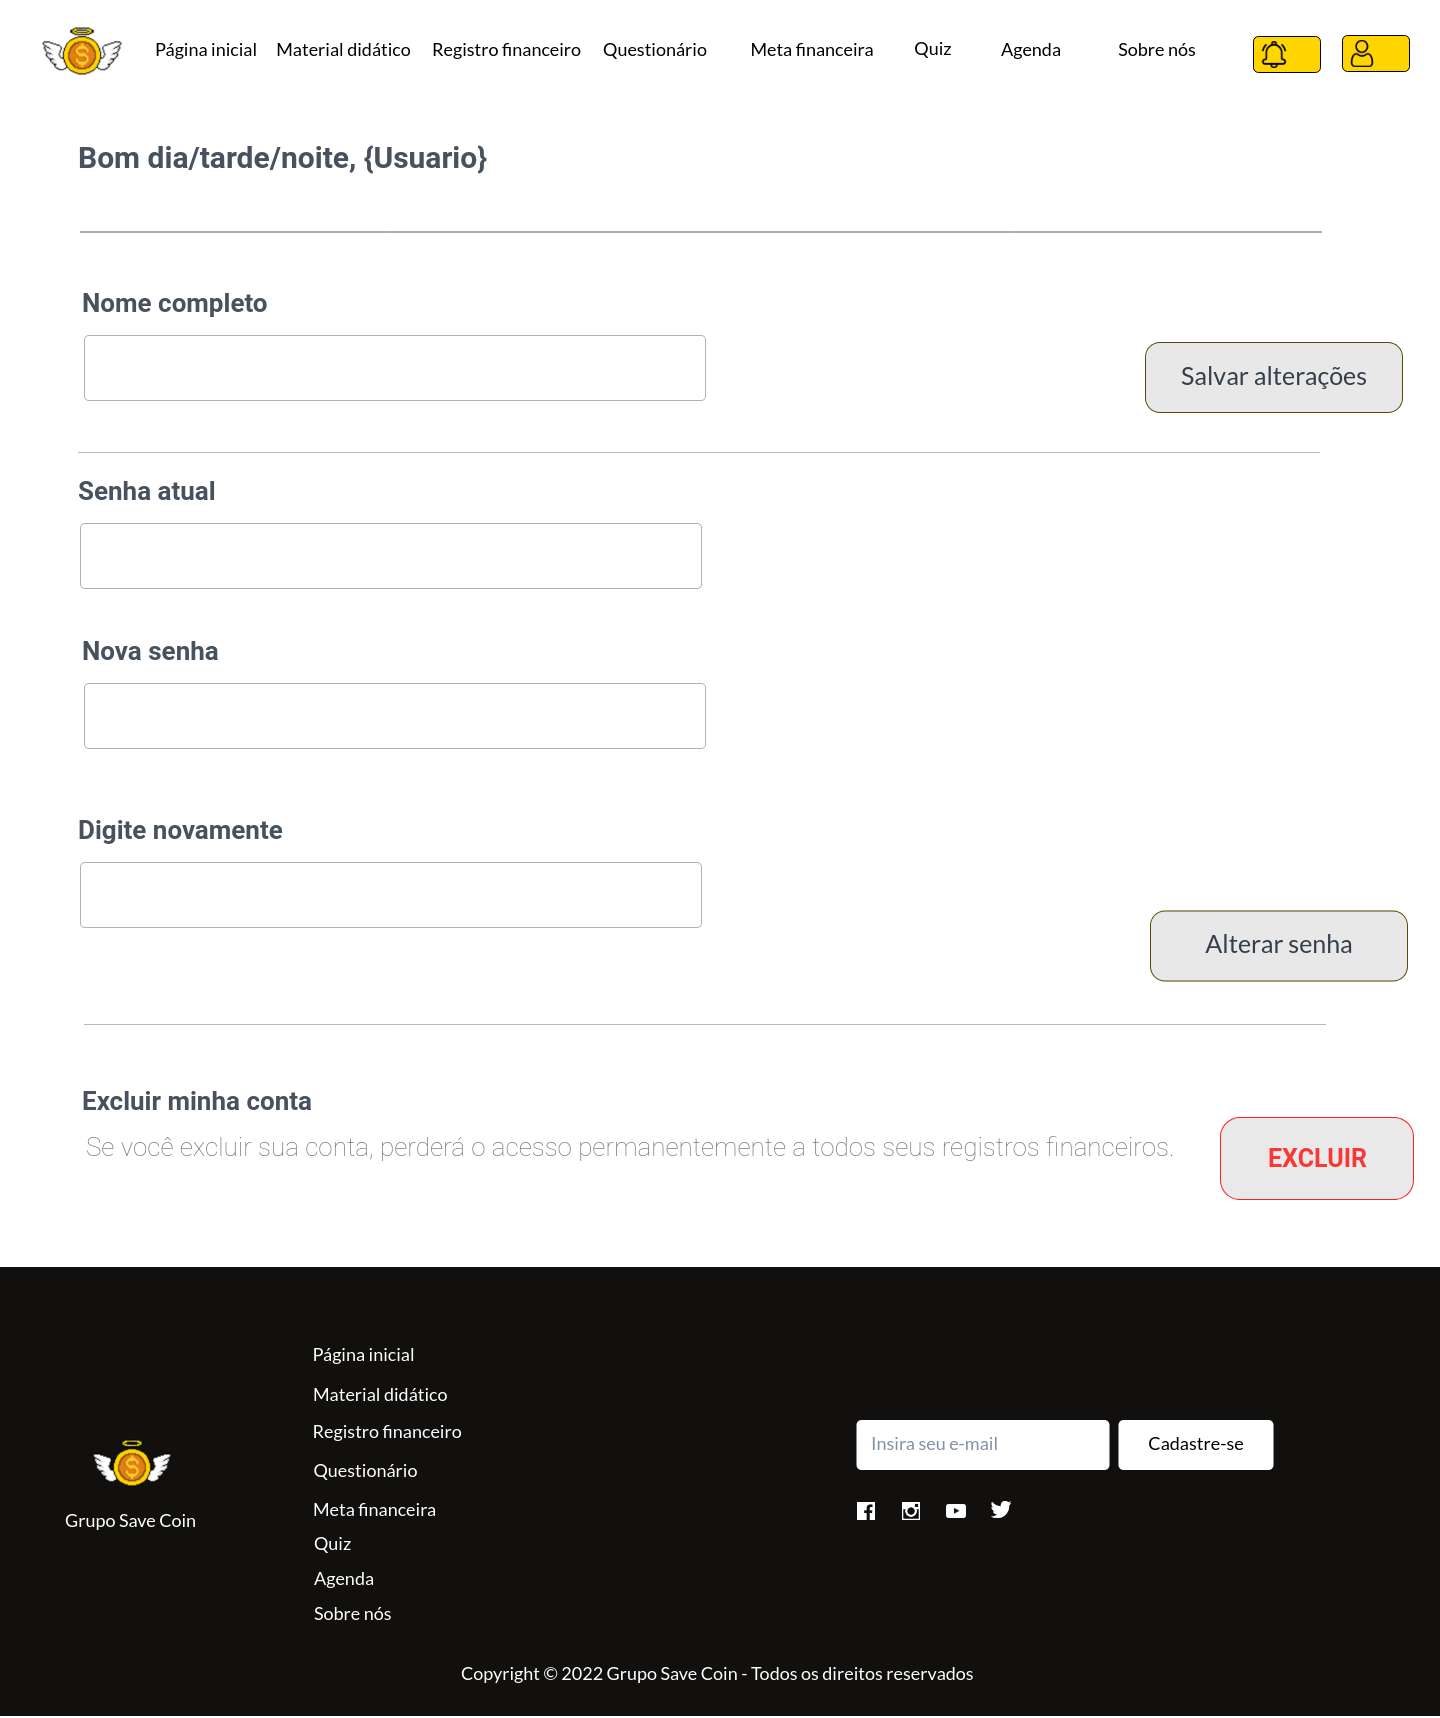 Página inicial Material didático Registro financeiro Questionário Meta financeira Quiz Agenda Sobre nós
Bom dia/tarde/noite, {Usuario}
Nome completo
Salvar alterações
Senha atual
Nova senha
Digite novamente
Alterar senha
Excluir minha conta
Se você excluir sua conta, perderá o acesso permanentemente a todos seus registros financeiros.
EXCLUIR
Grupo Save Coin
Página inicial
Material didático
Registro financeiro
Questionário
Meta financeira
Quiz
Agenda
Sobre nós
Insira seu e-mail
Cadastre-se
Copyright © 2022 Grupo Save Coin - Todos os direitos reservados